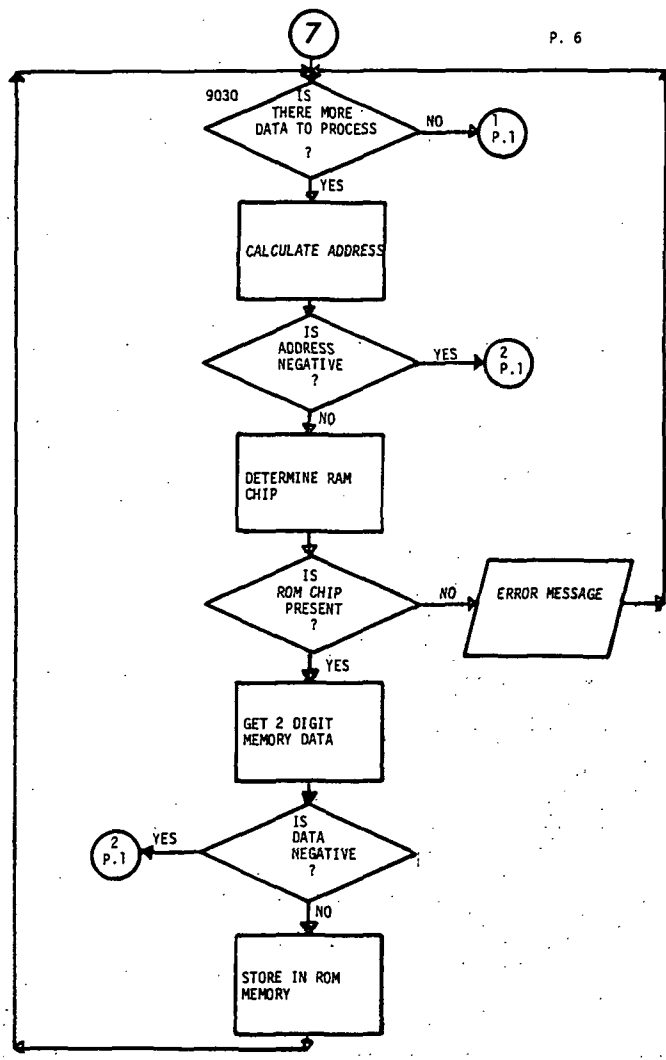 7
P. 6
9030
IS
THERE MORE
DATA TO PROCESS
?
NO
1
P.1
YES
CALCULATE ADDRESS
IS
ADDRESS
NEGATIVE
?
YES
2
P.1
NO
DETERMINE RAM
CHIP
IS
ROM CHIP
PRESENT
?
NO
ERROR MESSAGE
YES
GET 2 DIGIT
MEMORY DATA
IS
DATA
NEGATIVE
?
YES
2
P.1
NO
STORE IN ROM
MEMORY